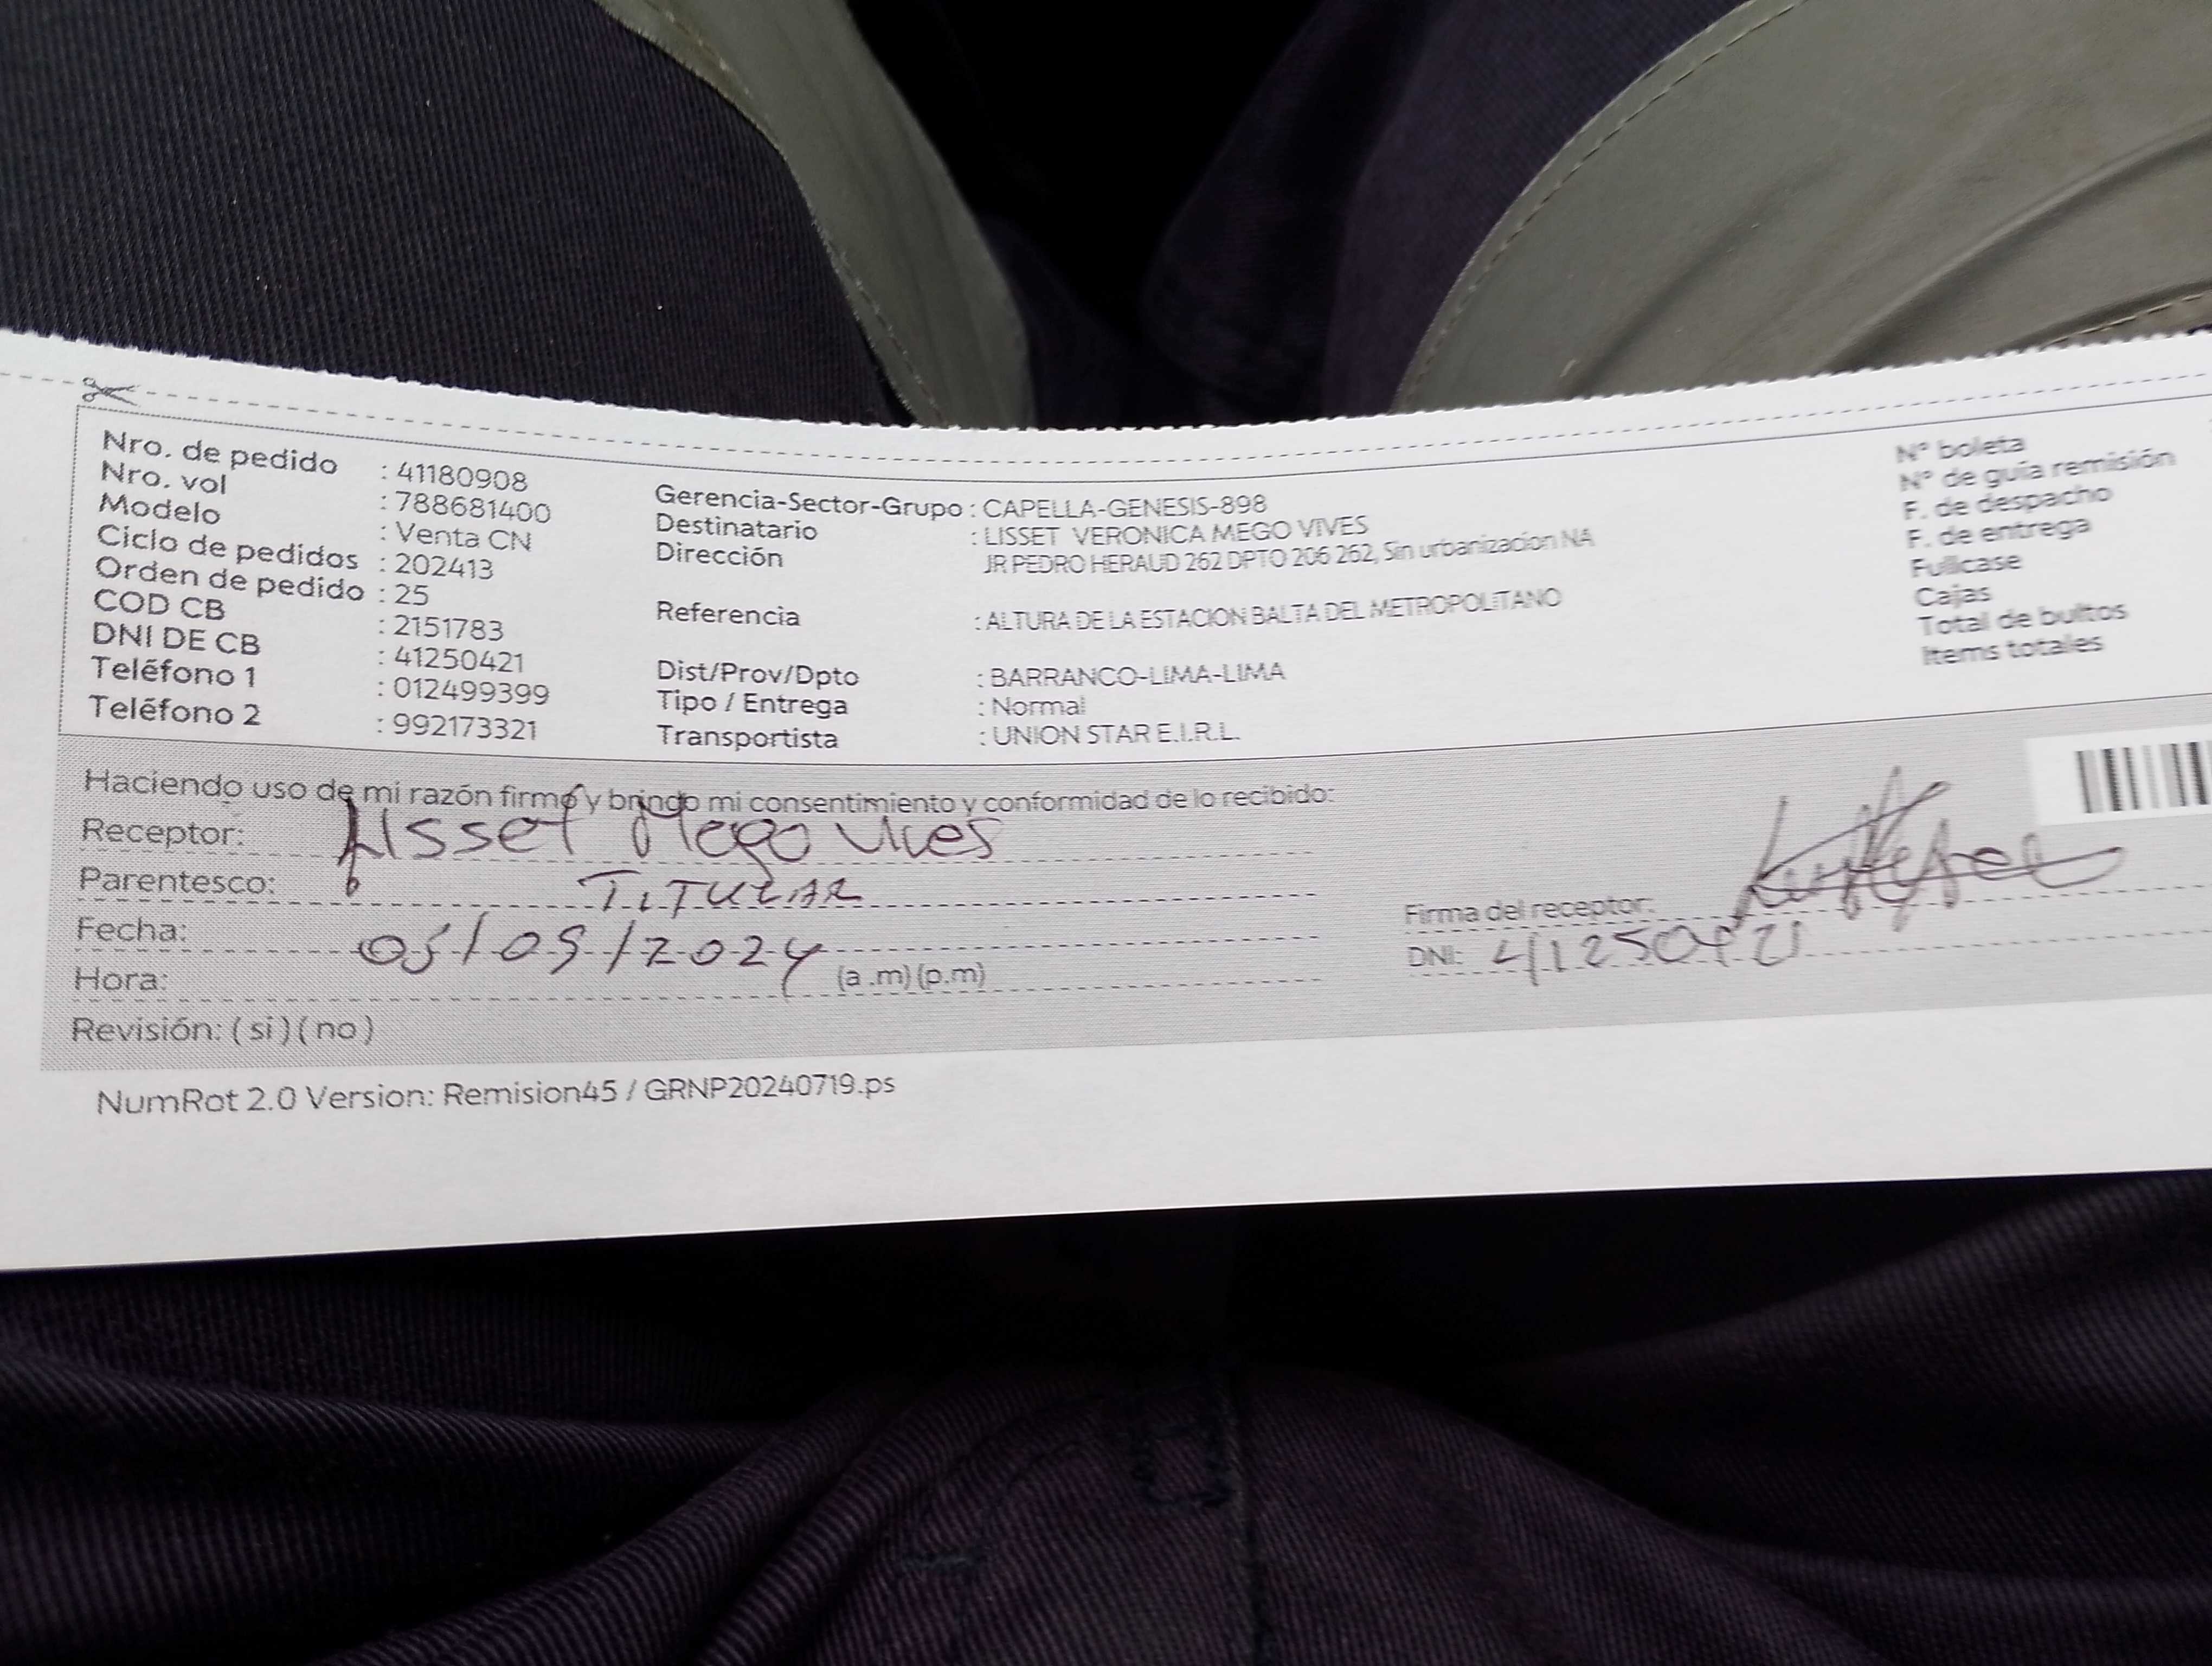 Nro. de pedido : 41180908
Nro. vol : 788681400
Modelo : Venta CN
Ciclo de pedidos : 202413
Orden de pedido : 25
COD CB : 2151783
DNI DE CB : 41250421
Teléfono 1 : 012499399
Teléfono 2 : 992173321
Gerencia-Sector-Grupo : CAPELLA-GENESIS-898
Destinatario : LISSET VERONICA MEGO VIVES
Dirección JR PEDRO HERAUD 262 DPTO 206 262, Sin urbanizacion NA
Referencia : ALTURA DE LA ESTACION BALTA DEL METROPOLITANO
Dist/Prov/Dpto : BARRANCO-LIMA-LIMA
Tipo / Entrega : Normal
Transportista : UNION STAR E.I.R.L.
N° boleta
N° de guía remisión
F. de despacho
F. de entrega
Fullcase
Cajas
Total de bultos
Items totales
Haciendo uso de mi razón firmo y brindo mi consentimiento y conformidad de lo recibido:
Receptor: Lisset Mego Vives
Parentesco: TITULAR
Fecha: 05/09/2024
Hora: (a .m) (p.m)
Revisión: ( si ) ( no )
Firma del receptor:
DNI: 41250421
NumRot 2.0 Version: Remision45 / GRNP20240719.ps